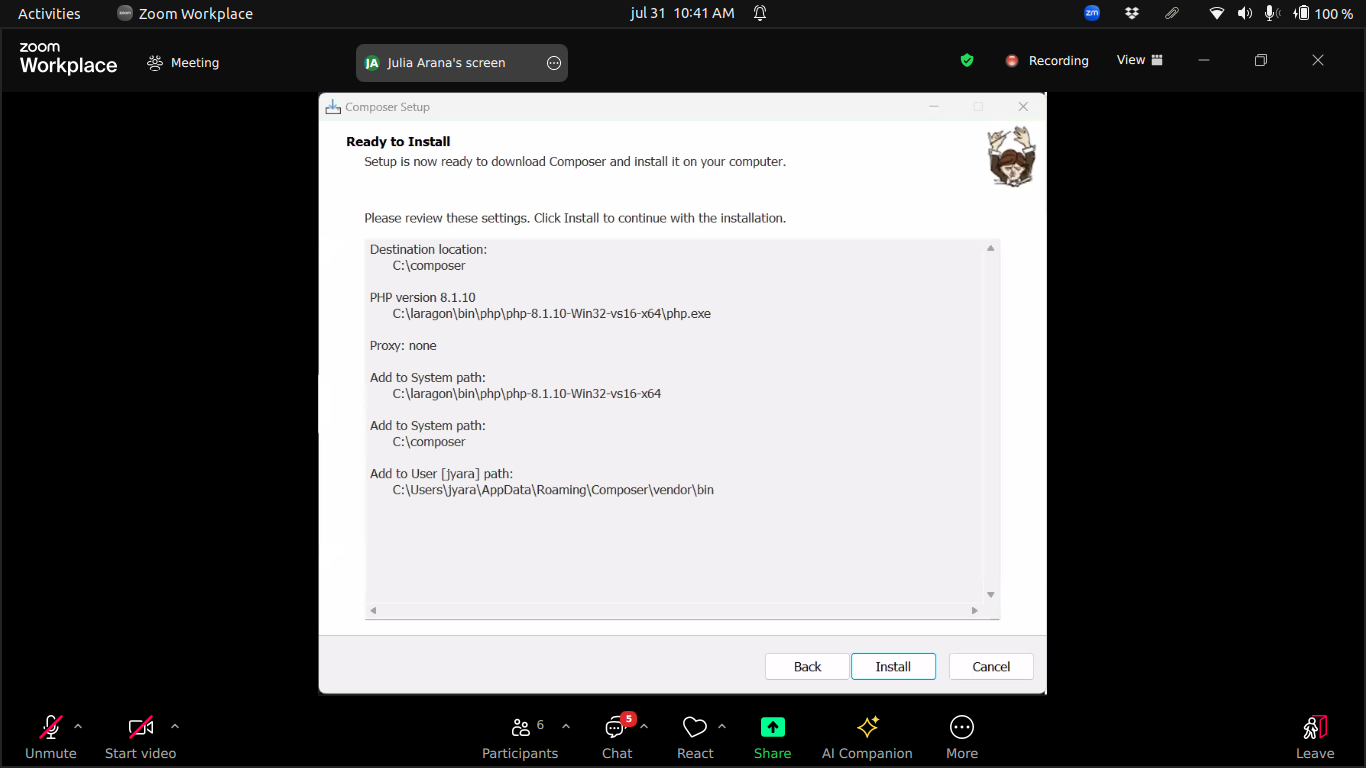 Activities
Zoom Workplace
jul 31 10:41 AM
zm
100 %
zoom
Workplace
Meeting
JA Julia Arana's screen
Recording
View
Composer Setup
Ready to Install
Setup is now ready to download Composer and install it on your computer.
Please review these settings. Click Install to continue with the installation.
Destination location:
C:\composer
PHP version 8.1.10
C:\laragon\bin\php\php-8.1.10-Win32-vs16-x64\php.exe
Proxy: none
Add to System path:
C:\laragon\bin\php\php-8.1.10-Win32-vs16-x64
Add to System path:
C:\composer
Add to User [jyara] path:
C:\Users\jyara\AppData\Roaming\Composer\vendor\bin
Back
Install
Cancel
6
5
Unmute
Start video
Participants
Chat
React
Share
AI Companion
More
Leave